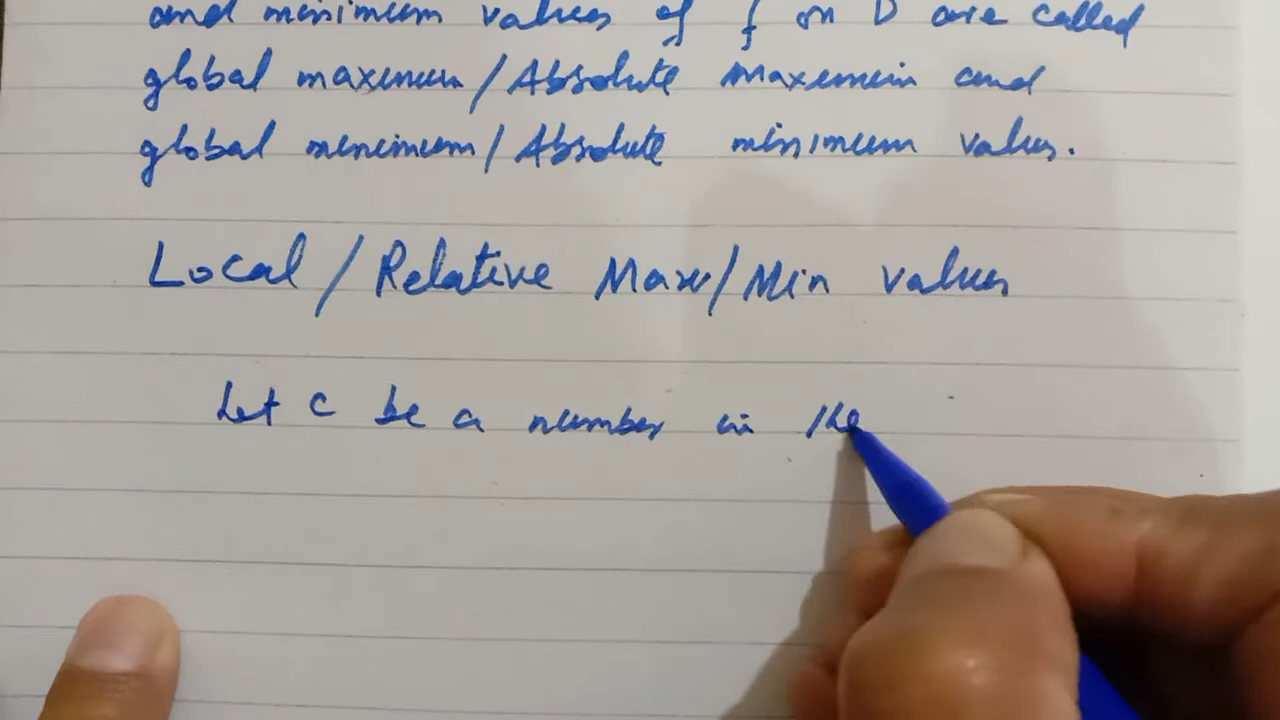 and minimum values of f on D are called
global maximum/Absolute maximum and
global minimum/Absolute minimum values.
Local/Relative Max/Min values
Let c be a number in the